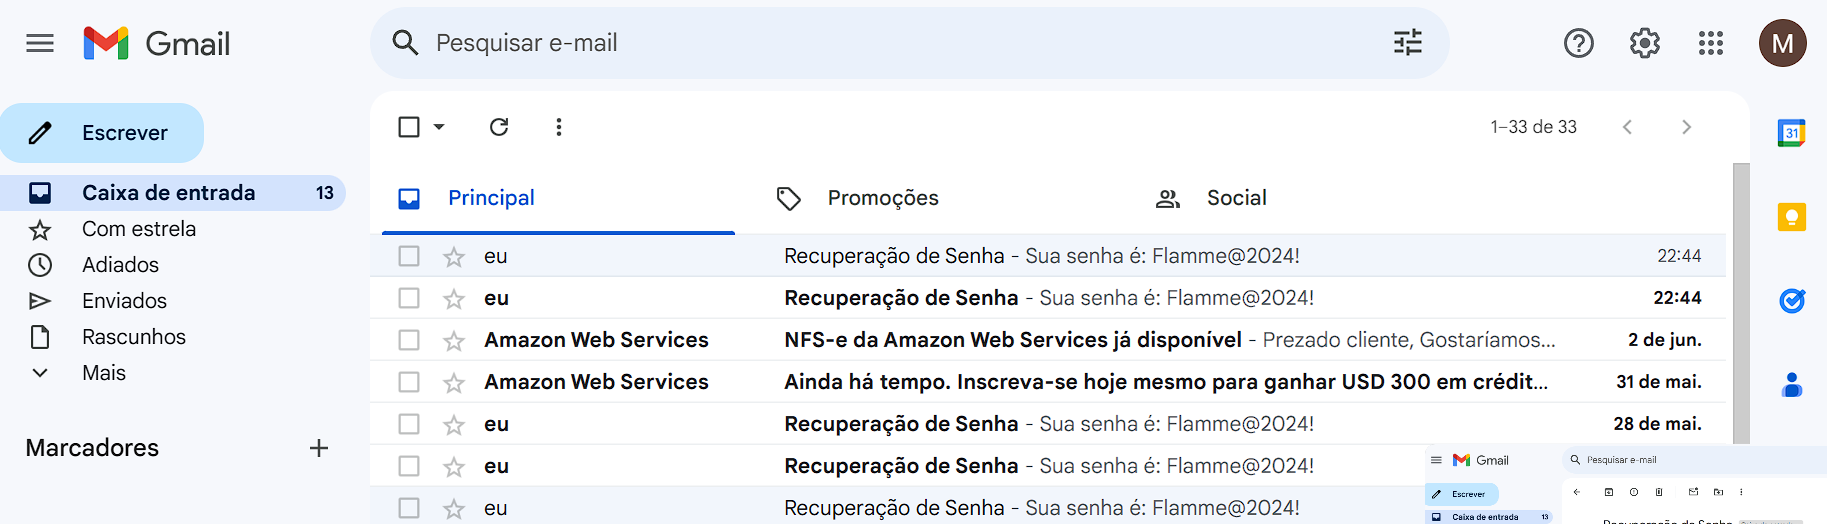 Gmail
Pesquisar e-mail
M
Escrever
1–33 de 33
31
Caixa de entrada 13
Principal
Promoções
Social
Com estrela
Adiados
Enviados
Rascunhos
Mais
Marcadores
eu Recuperação de Senha - Sua senha é: Flamme@2024! 22:44
eu Recuperação de Senha - Sua senha é: Flamme@2024! 22:44
Amazon Web Services NFS-e da Amazon Web Services já disponível - Prezado cliente, Gostaríamos... 2 de jun.
Amazon Web Services Ainda há tempo. Inscreva-se hoje mesmo para ganhar USD 300 em crédit... 31 de mai.
eu Recuperação de Senha - Sua senha é: Flamme@2024! 28 de mai.
eu Recuperação de Senha - Sua senha é: Flamme@2024!
eu Recuperação de Senha - Sua senha é: Flamme@2024!
Gmail
Pesquisar e-mail
Escrever
Caixa de entrada 13